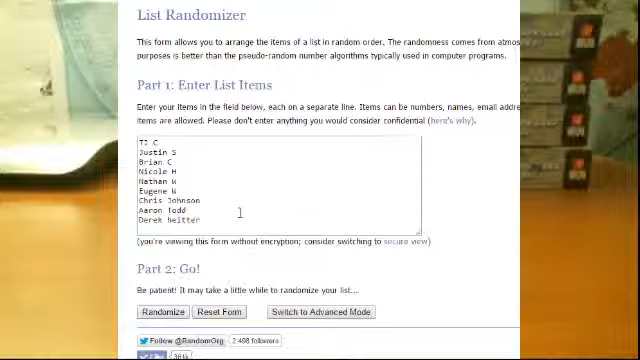 List Randomizer
This form allows you to arrange the items of a list in random order. The randomness comes from atmos
purposes is better than the pseudo-random number algorithms typically used in computer programs.
Part 1: Enter List Items
Enter your items in the field below, each on a separate line. Items can be numbers, names, email addre
items are allowed. Please don't enter anything you would consider confidential (here's why).
TJ C
Justin S
Brian C
Nicole H
Nathan W
Eugene W
Chris Johnson
Aaron Todd
Derek heitter
(you're viewing this form without encryption; consider switching to secure view)
Part 2: Go!
Be patient! It may take a little while to randomize your list...
Randomize Reset Form Switch to Advanced Mode
Follow @RandomOrg 2,498 followers
361k